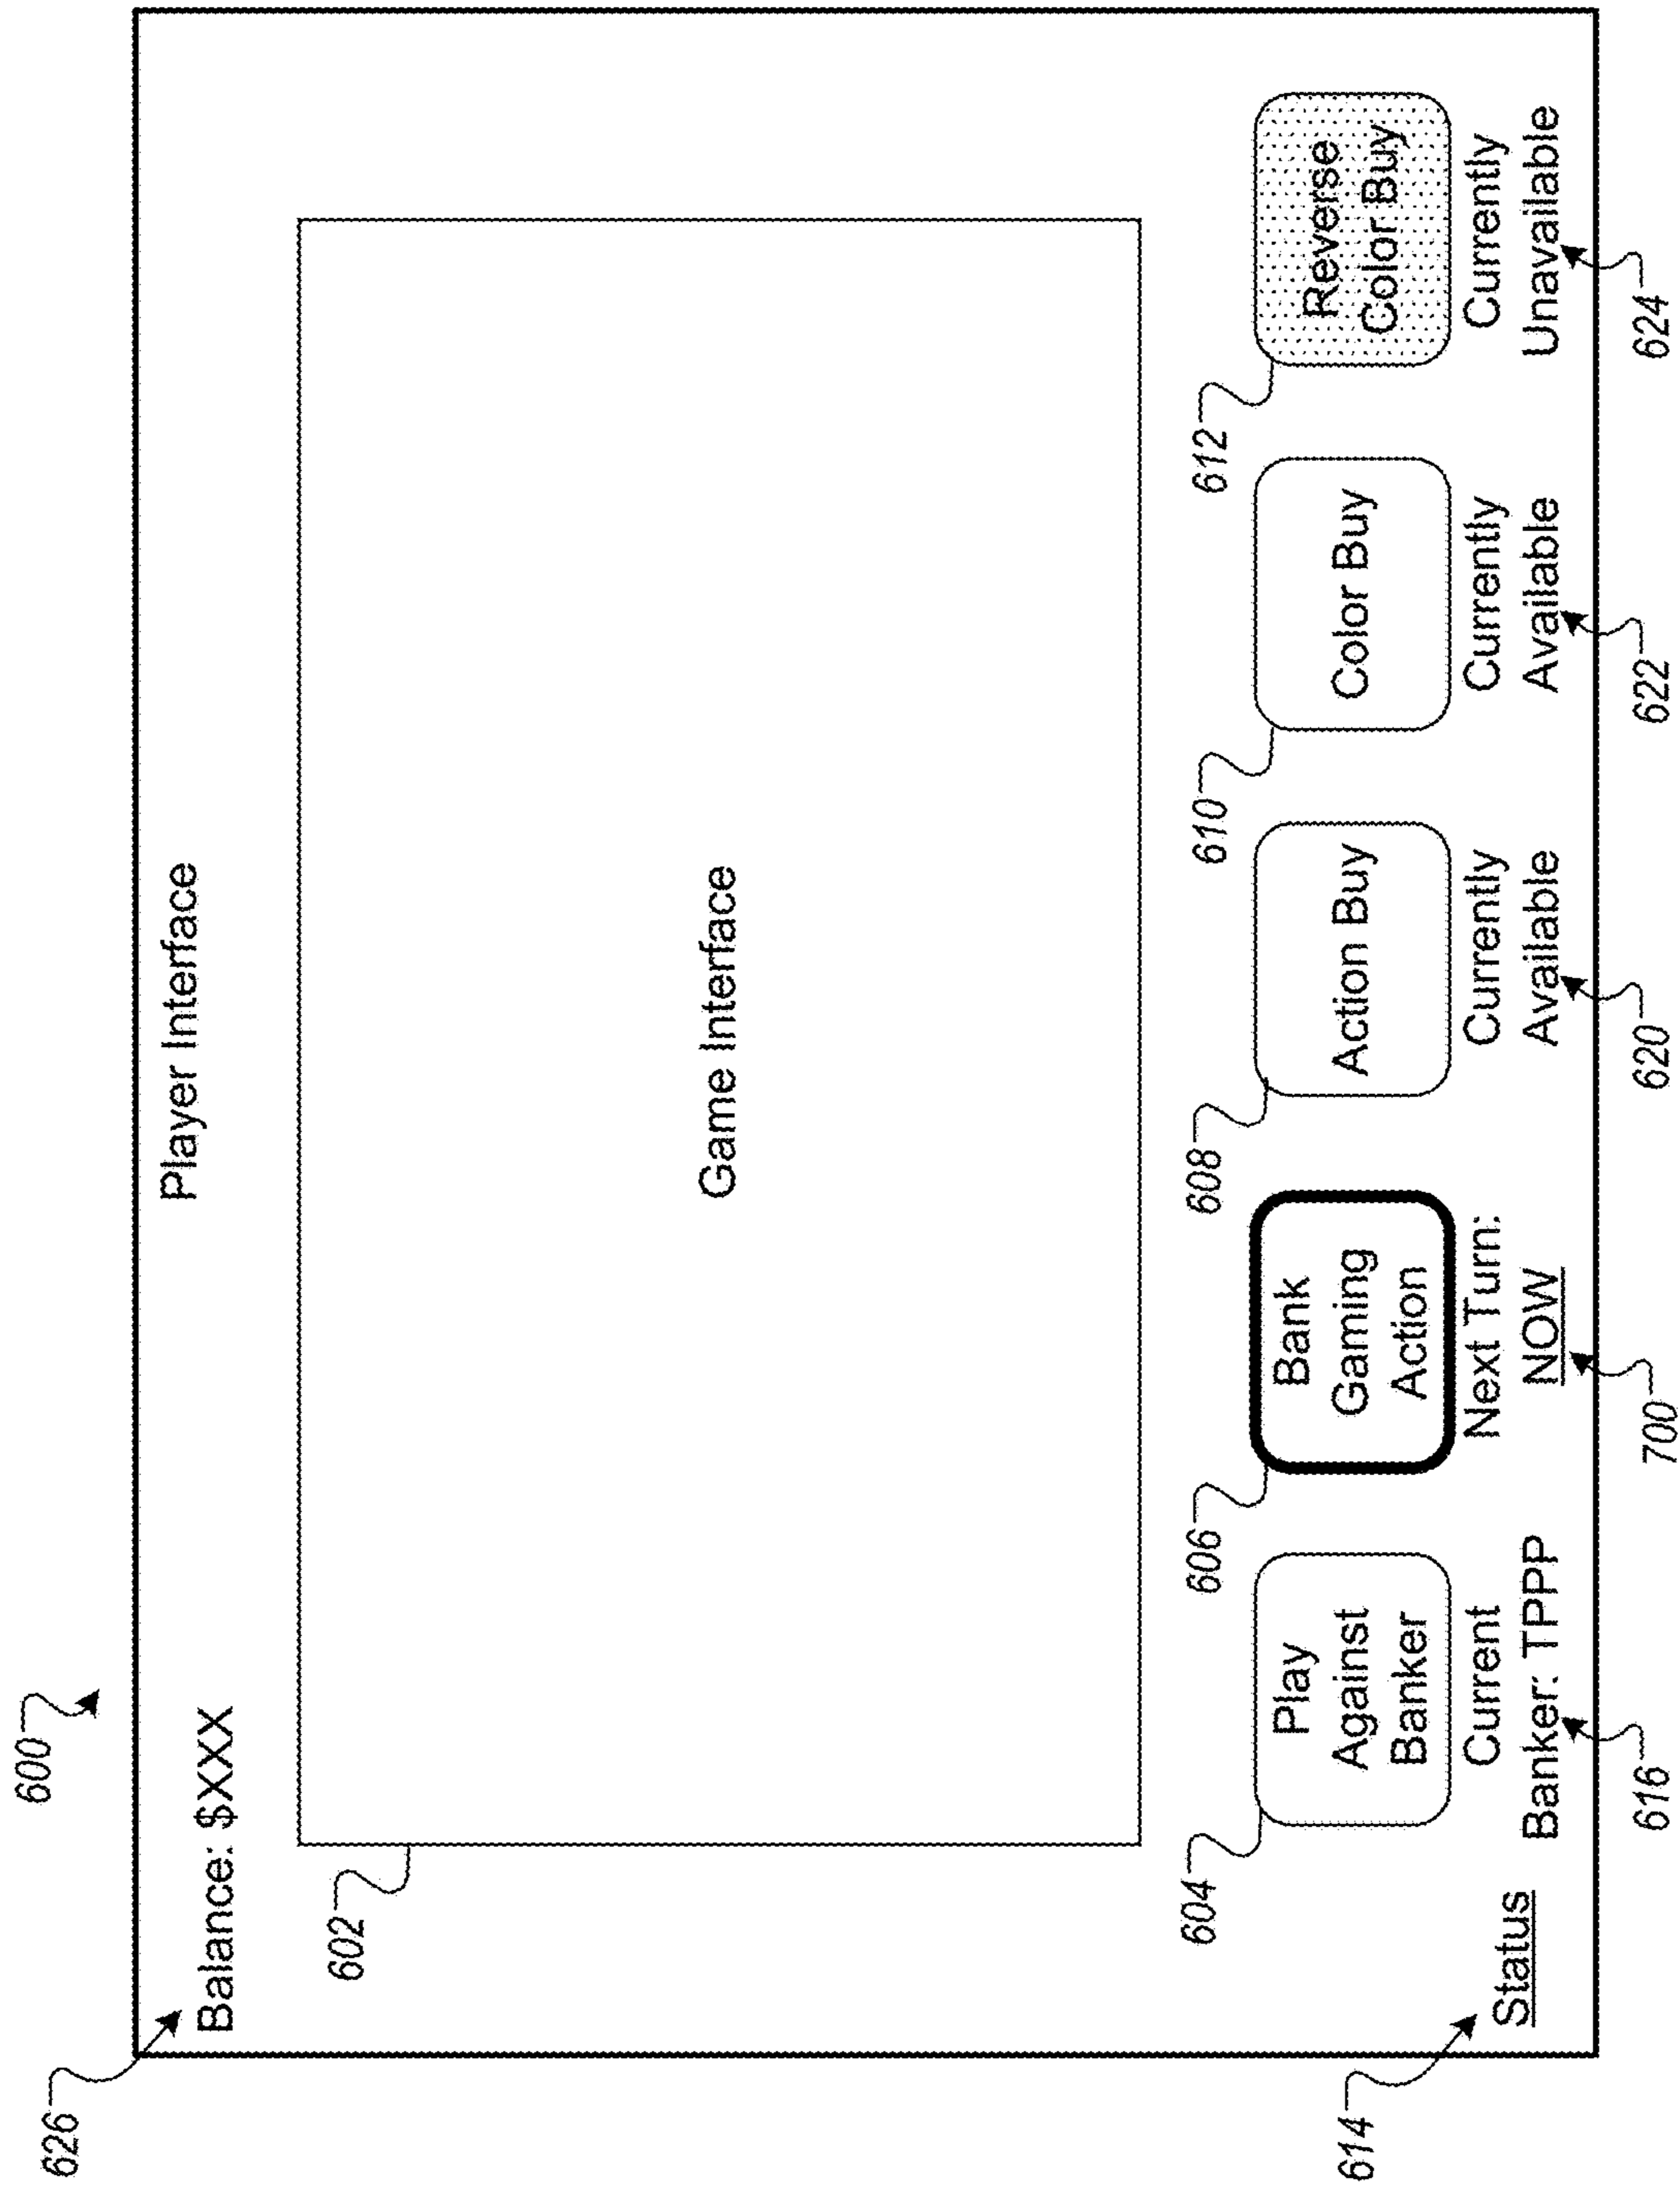 600
626
Player Interface
Balance: $XXX
602
Game Interface
604
606
608
610
612
Play
Against
Banker
Bank
Gaming
Action
Action Buy
Color Buy
Reverse
Color Buy
614
Status
Current
Banker: TPPP
Next Turn:
NOW
Currently
Available
Currently
Available
Currently
Unavailable
616
700
620
622
624